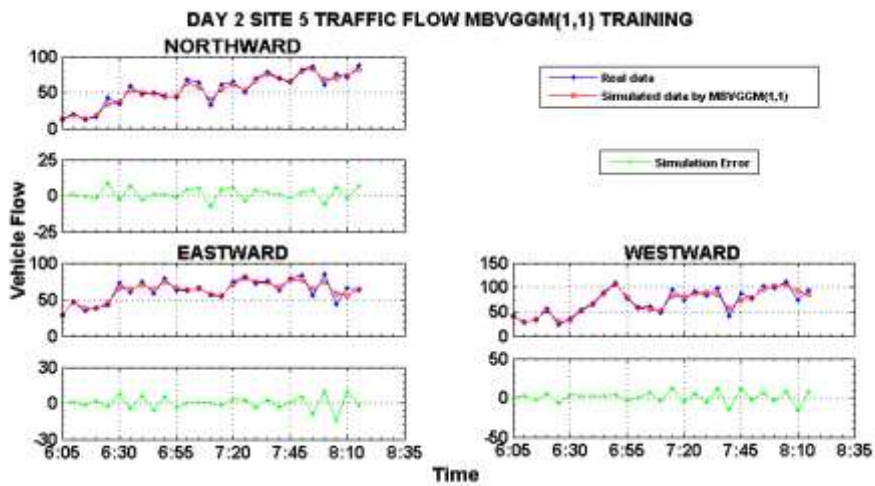 DAY 2 SITE 5 TRAFFIC FLOW MBVGGM(1,1) TRAINING
NORTHWARD
100
50
0
Real data
Simulated data by MBVGGM(1,1)
25
0
-25
Simulation Error
Vehicle Flow
EASTWARD
100
50
0
WESTWARD
150
100
50
0
30
0
-30
50
0
-50
6:05 6:30 6:55 7:20 7:45 8:10 8:35
6:05 6:30 6:55 7:20 7:45 8:10 8:35
Time